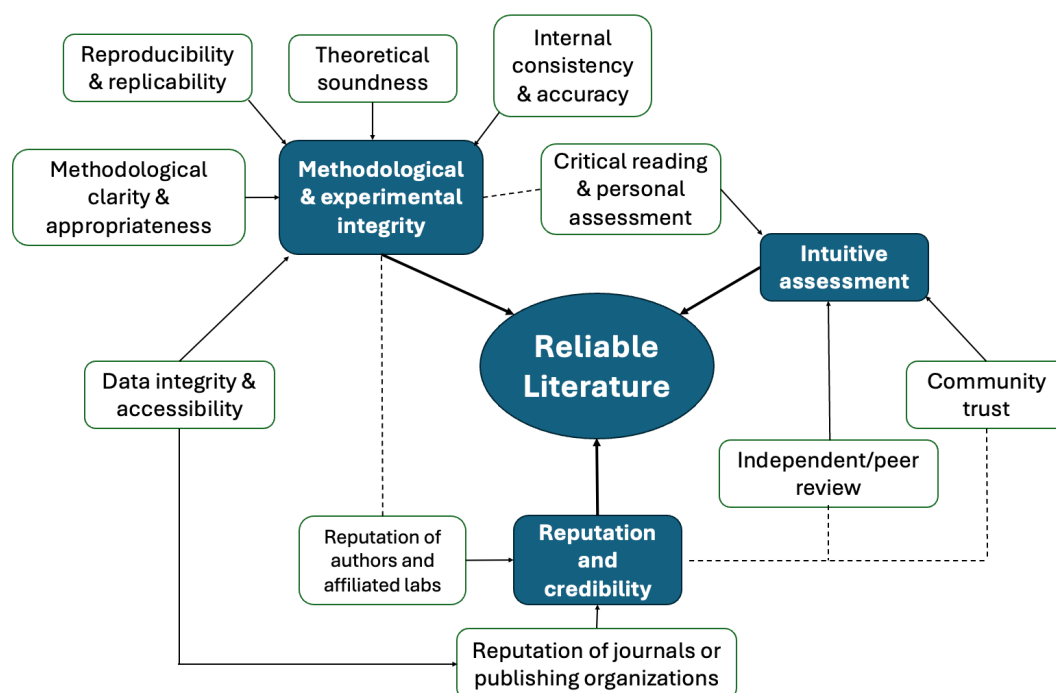 Reproducibility
& replicability
Theoretical
soundness
Internal
consistency
& accuracy
Methodological
clarity &
appropriateness
Methodological
& experimental
integrity
Critical reading
& personal
assessment
Intuitive
assessment
Reliable
Literature
Data integrity &
accessibility
Community
trust
Independent/peer
review
Reputation of
authors and
affiliated labs
Reputation
and
credibility
Reputation of journals or
publishing organizations